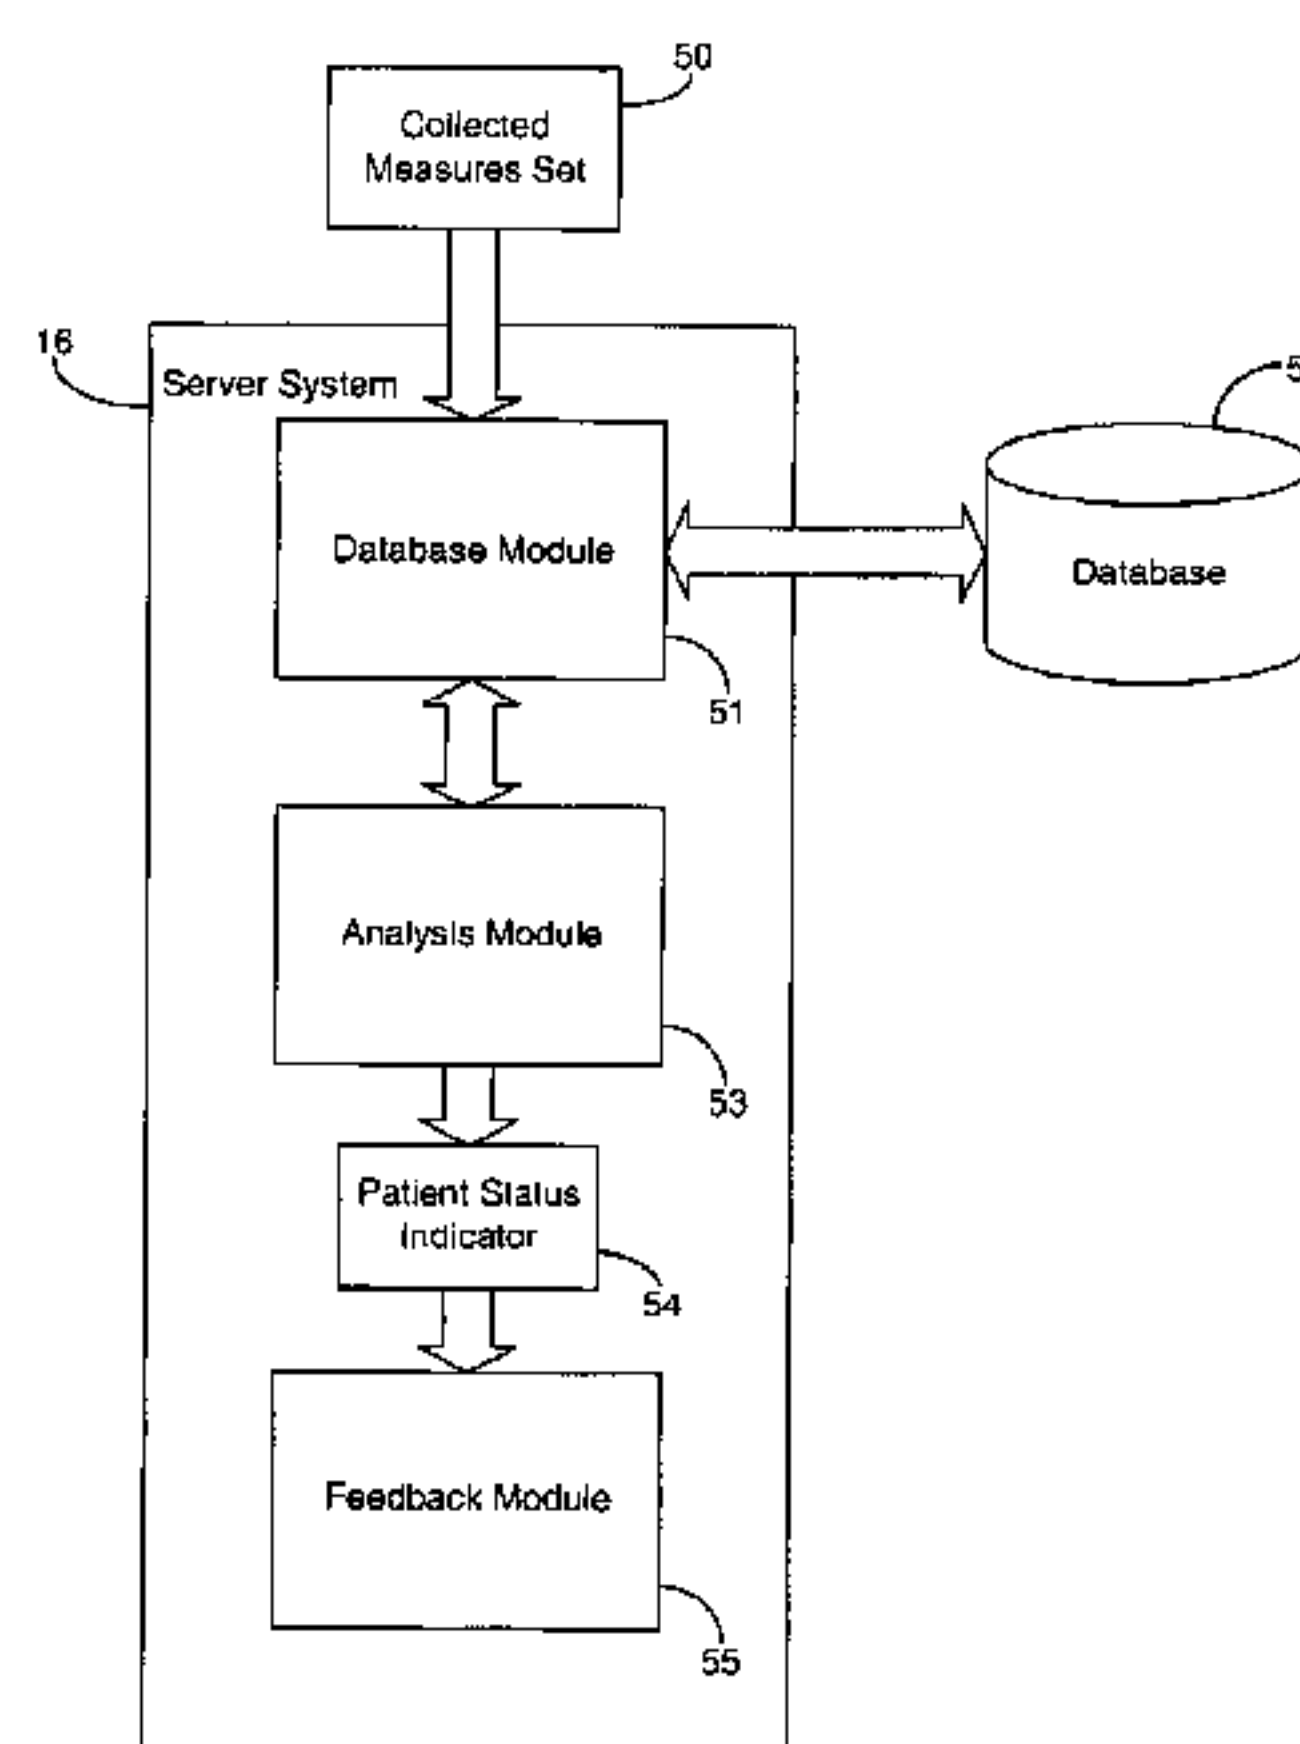 50
Collected
Measures Set
16
Server System
5
Database Module
Database
51
Analysis Module
53
Patient Status
Indicator
54
Feedback Module
55